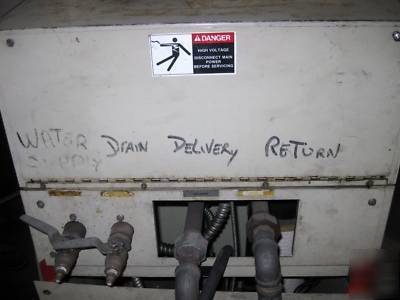 DANGER
HIGH VOLTAGE
DISCONNECT MAIN
POWER
BEFORE SERVICING
WATER DRAIN DELIVERY RETURN
SUPPLY